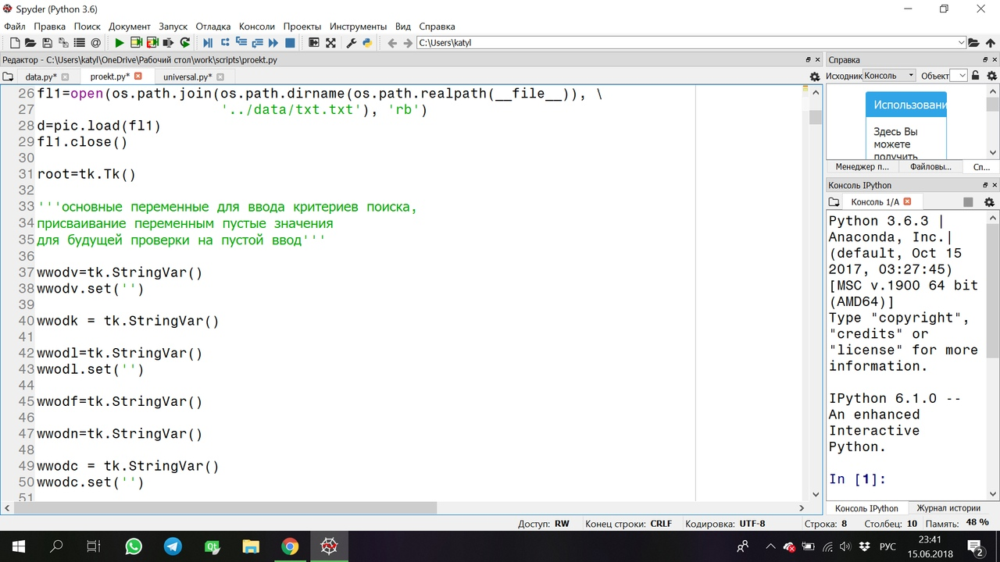 Spyder (Python 3.6)
Файл Правка Поиск Документ Запуск Отладка Консоли Проекты Инструменты Вид Справка
C:\Users\katyl
Редактор - C:\Users\katyl\OneDrive\Рабочий стол\work\scripts\proekt.py
data.py* proekt.py* universal.py*
26 fl1=open(os.path.join(os.path.dirname(os.path.realpath(__file__)), \
27 '../data/txt.txt'), 'rb')
28 d=pic.load(fl1)
29 fl1.close()
30
31 root=tk.Tk()
32
33 '''основные переменные для ввода критериев поиска,
34 присваивание переменным пустые значения
35 для будущей проверки на пустой ввод'''
36
37 wwodv=tk.StringVar()
38 wwodv.set('')
39
40 wwodk = tk.StringVar()
41
42 wwodl=tk.StringVar()
43 wwodl.set('')
44
45 wwodf=tk.StringVar()
46
47 wwodn=tk.StringVar()
48
49 wwodc = tk.StringVar()
50 wwodc.set('')
51
Справка
Исходник Консоль Объект
Использовани
Здесь Вы
можете
получить
Менеджер п... Файловы... Сп...
Консоль IPython
Консоль 1/A
Python 3.6.3 |
Anaconda, Inc.|
(default, Oct 15
2017, 03:27:45)
[MSC v.1900 64 bit
(AMD64)]
Type "copyright",
"credits" or
"license" for more
information.
IPython 6.1.0 --
An enhanced
Interactive
Python.
In [1]:
Консоль IPython Журнал истории
Доступ: RW Конец строки: CRLF Кодировка: UTF-8 Строка: 8 Столбец: 10 Память: 48 %
Qt
РУС
23:41
15.06.2018
2